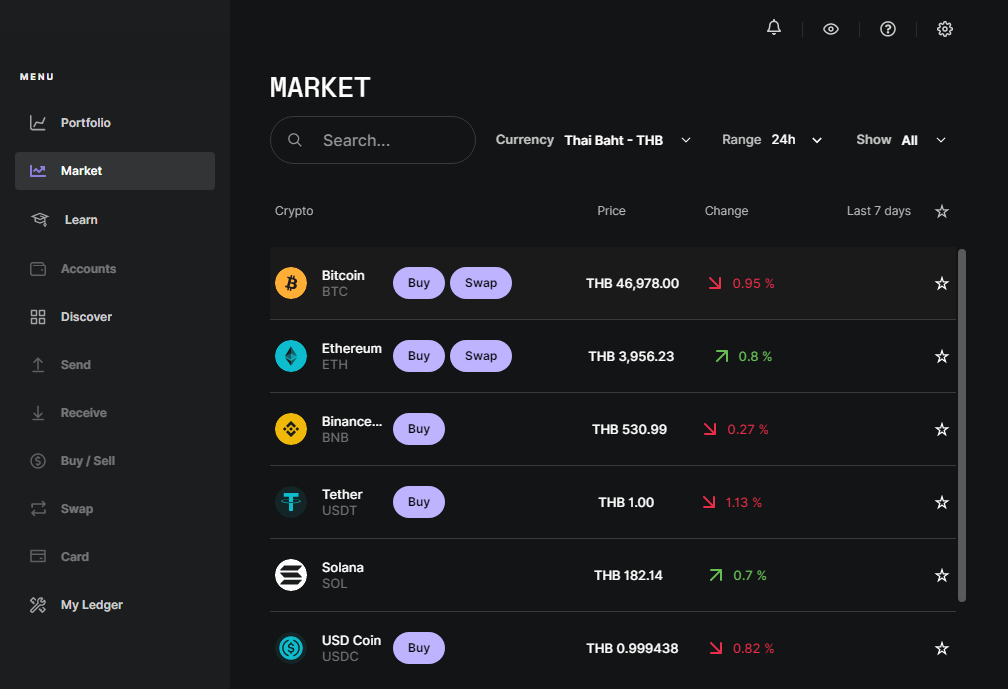 MENU
Portfolio
Market
Learn
Accounts
Discover
Send
Receive
Buy / Sell
Swap
Card
My Ledger
MARKET
Search...
Currency Thai Baht - THB
Range 24h
Show All
Crypto Price Change Last 7 days
Bitcoin
BTC
Buy Swap THB 46,978.00 0.95 %
Ethereum
ETH
Buy Swap THB 3,956.23 0.8 %
Binance...
BNB
Buy THB 530.99 0.27 %
Tether
USDT
Buy THB 1.00 1.13 %
Solana
SOL
THB 182.14 0.7 %
USD Coin
USDC
Buy THB 0.999438 0.82 %